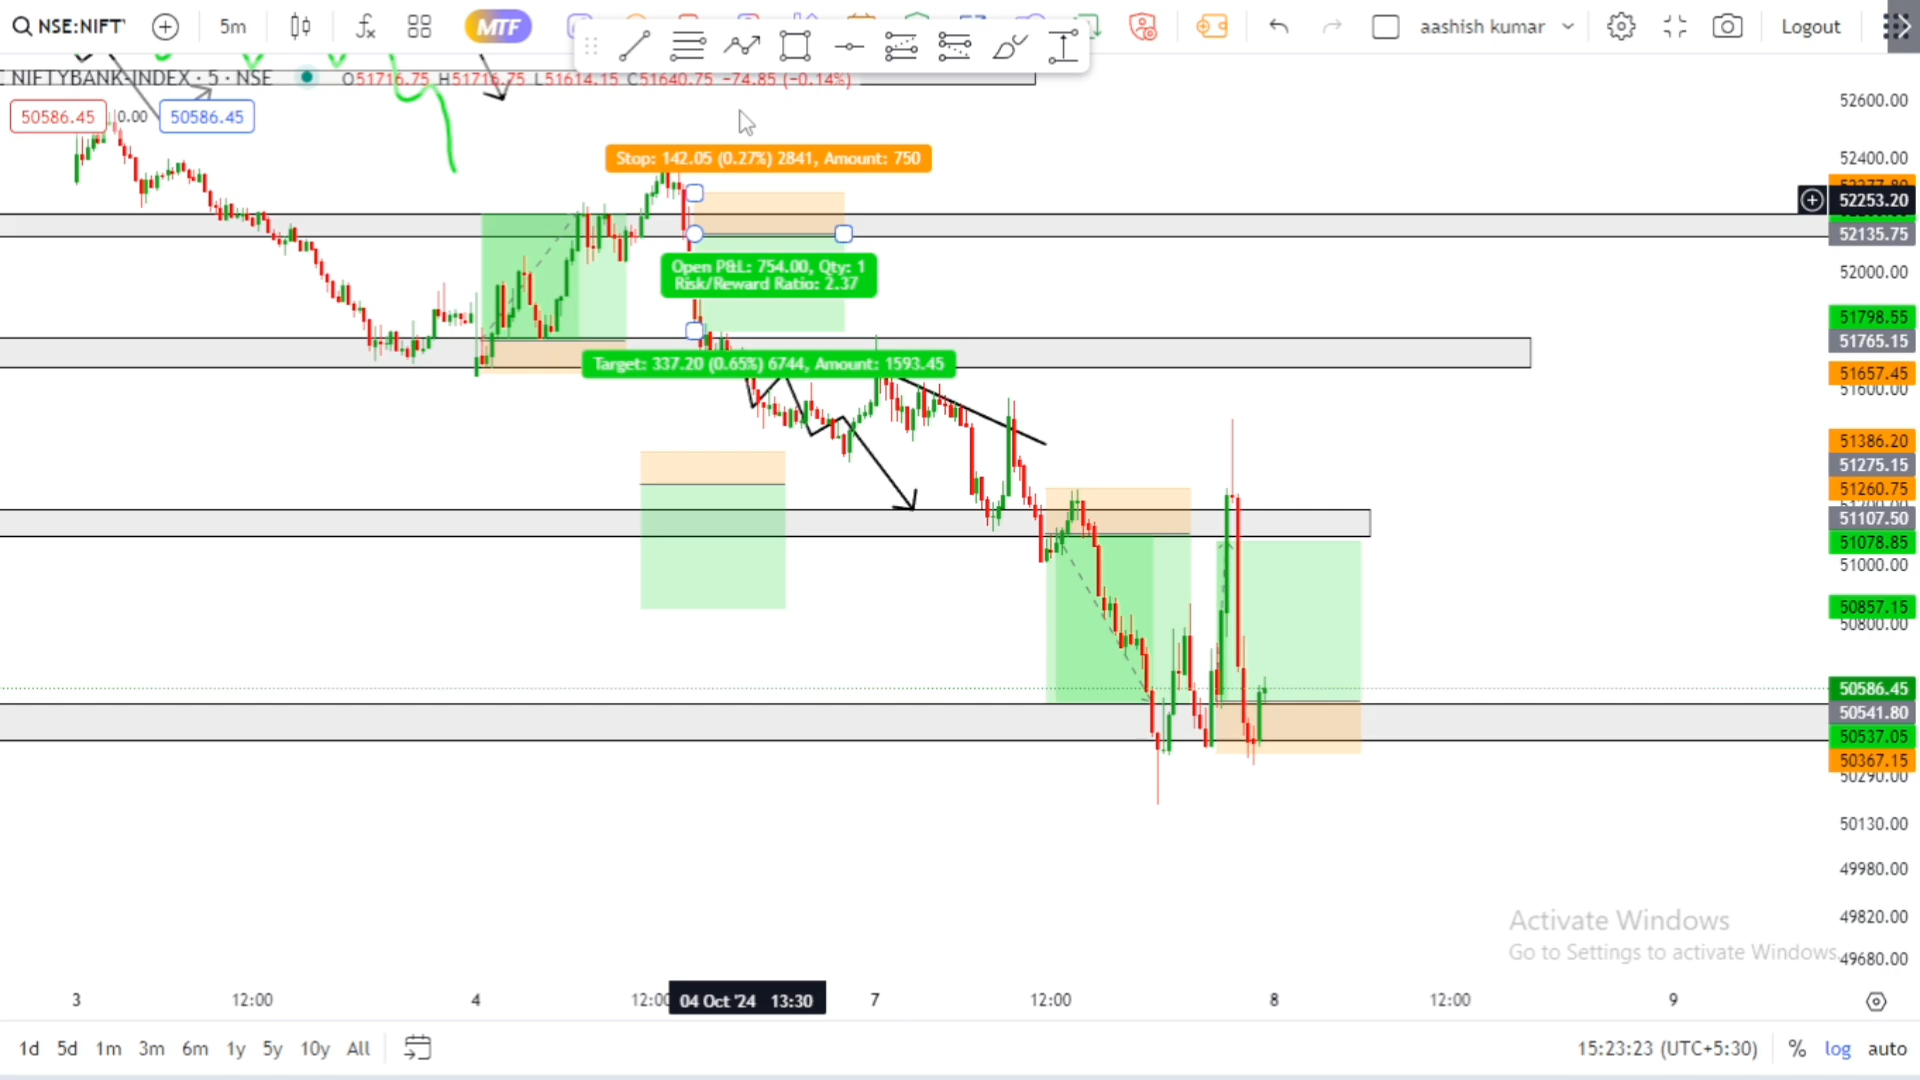 NSE:NIFT
5m
MTF
aashish kumar
Logout
NIFTYBANK-INDEX · 5 · NSE
O51716.75 H51716.75 L51614.15 C51640.75 −74.85 (−0.14%)
50586.45
0.00
50586.45
Stop: 142.05 (0.27%) 2841, Amount: 750
Open P&L: 754.00, Qty: 1
Risk/Reward Ratio: 2.37
Target: 337.20 (0.65%) 6744, Amount: 1593.45
52600.00
52400.00
52253.20
52135.75
52000.00
51798.55
51765.15
51657.45
51600.00
51386.20
51275.15
51260.75
51107.50
51078.85
51000.00
50857.15
50800.00
50586.45
50541.80
50537.05
50367.15
50290.00
50130.00
49980.00
49820.00
49680.00
Activate Windows
Go to Settings to activate Windows.
3
12:00
4
12:00
04 Oct '24 13:30
7
12:00
8
12:00
9
1d 5d 1m 3m 6m 1y 5y 10y All
15:23:23 (UTC+5:30)
%
log
auto